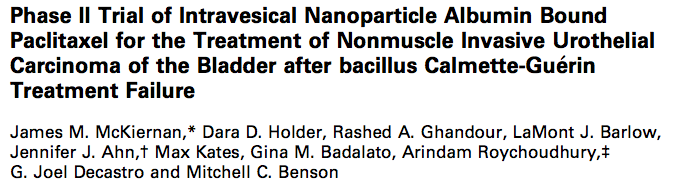 Phase II Trial of Intravesical Nanoparticle Albumin Bound
Paclitaxel for the Treatment of Nonmuscle Invasive Urothelial
Carcinoma of the Bladder after bacillus Calmette-Guérin
Treatment Failure
James M. McKiernan,* Dara D. Holder, Rashed A. Ghandour, LaMont J. Barlow,
Jennifer J. Ahn,† Max Kates, Gina M. Badalato, Arindam Roychoudhury,‡
G. Joel Decastro and Mitchell C. Benson